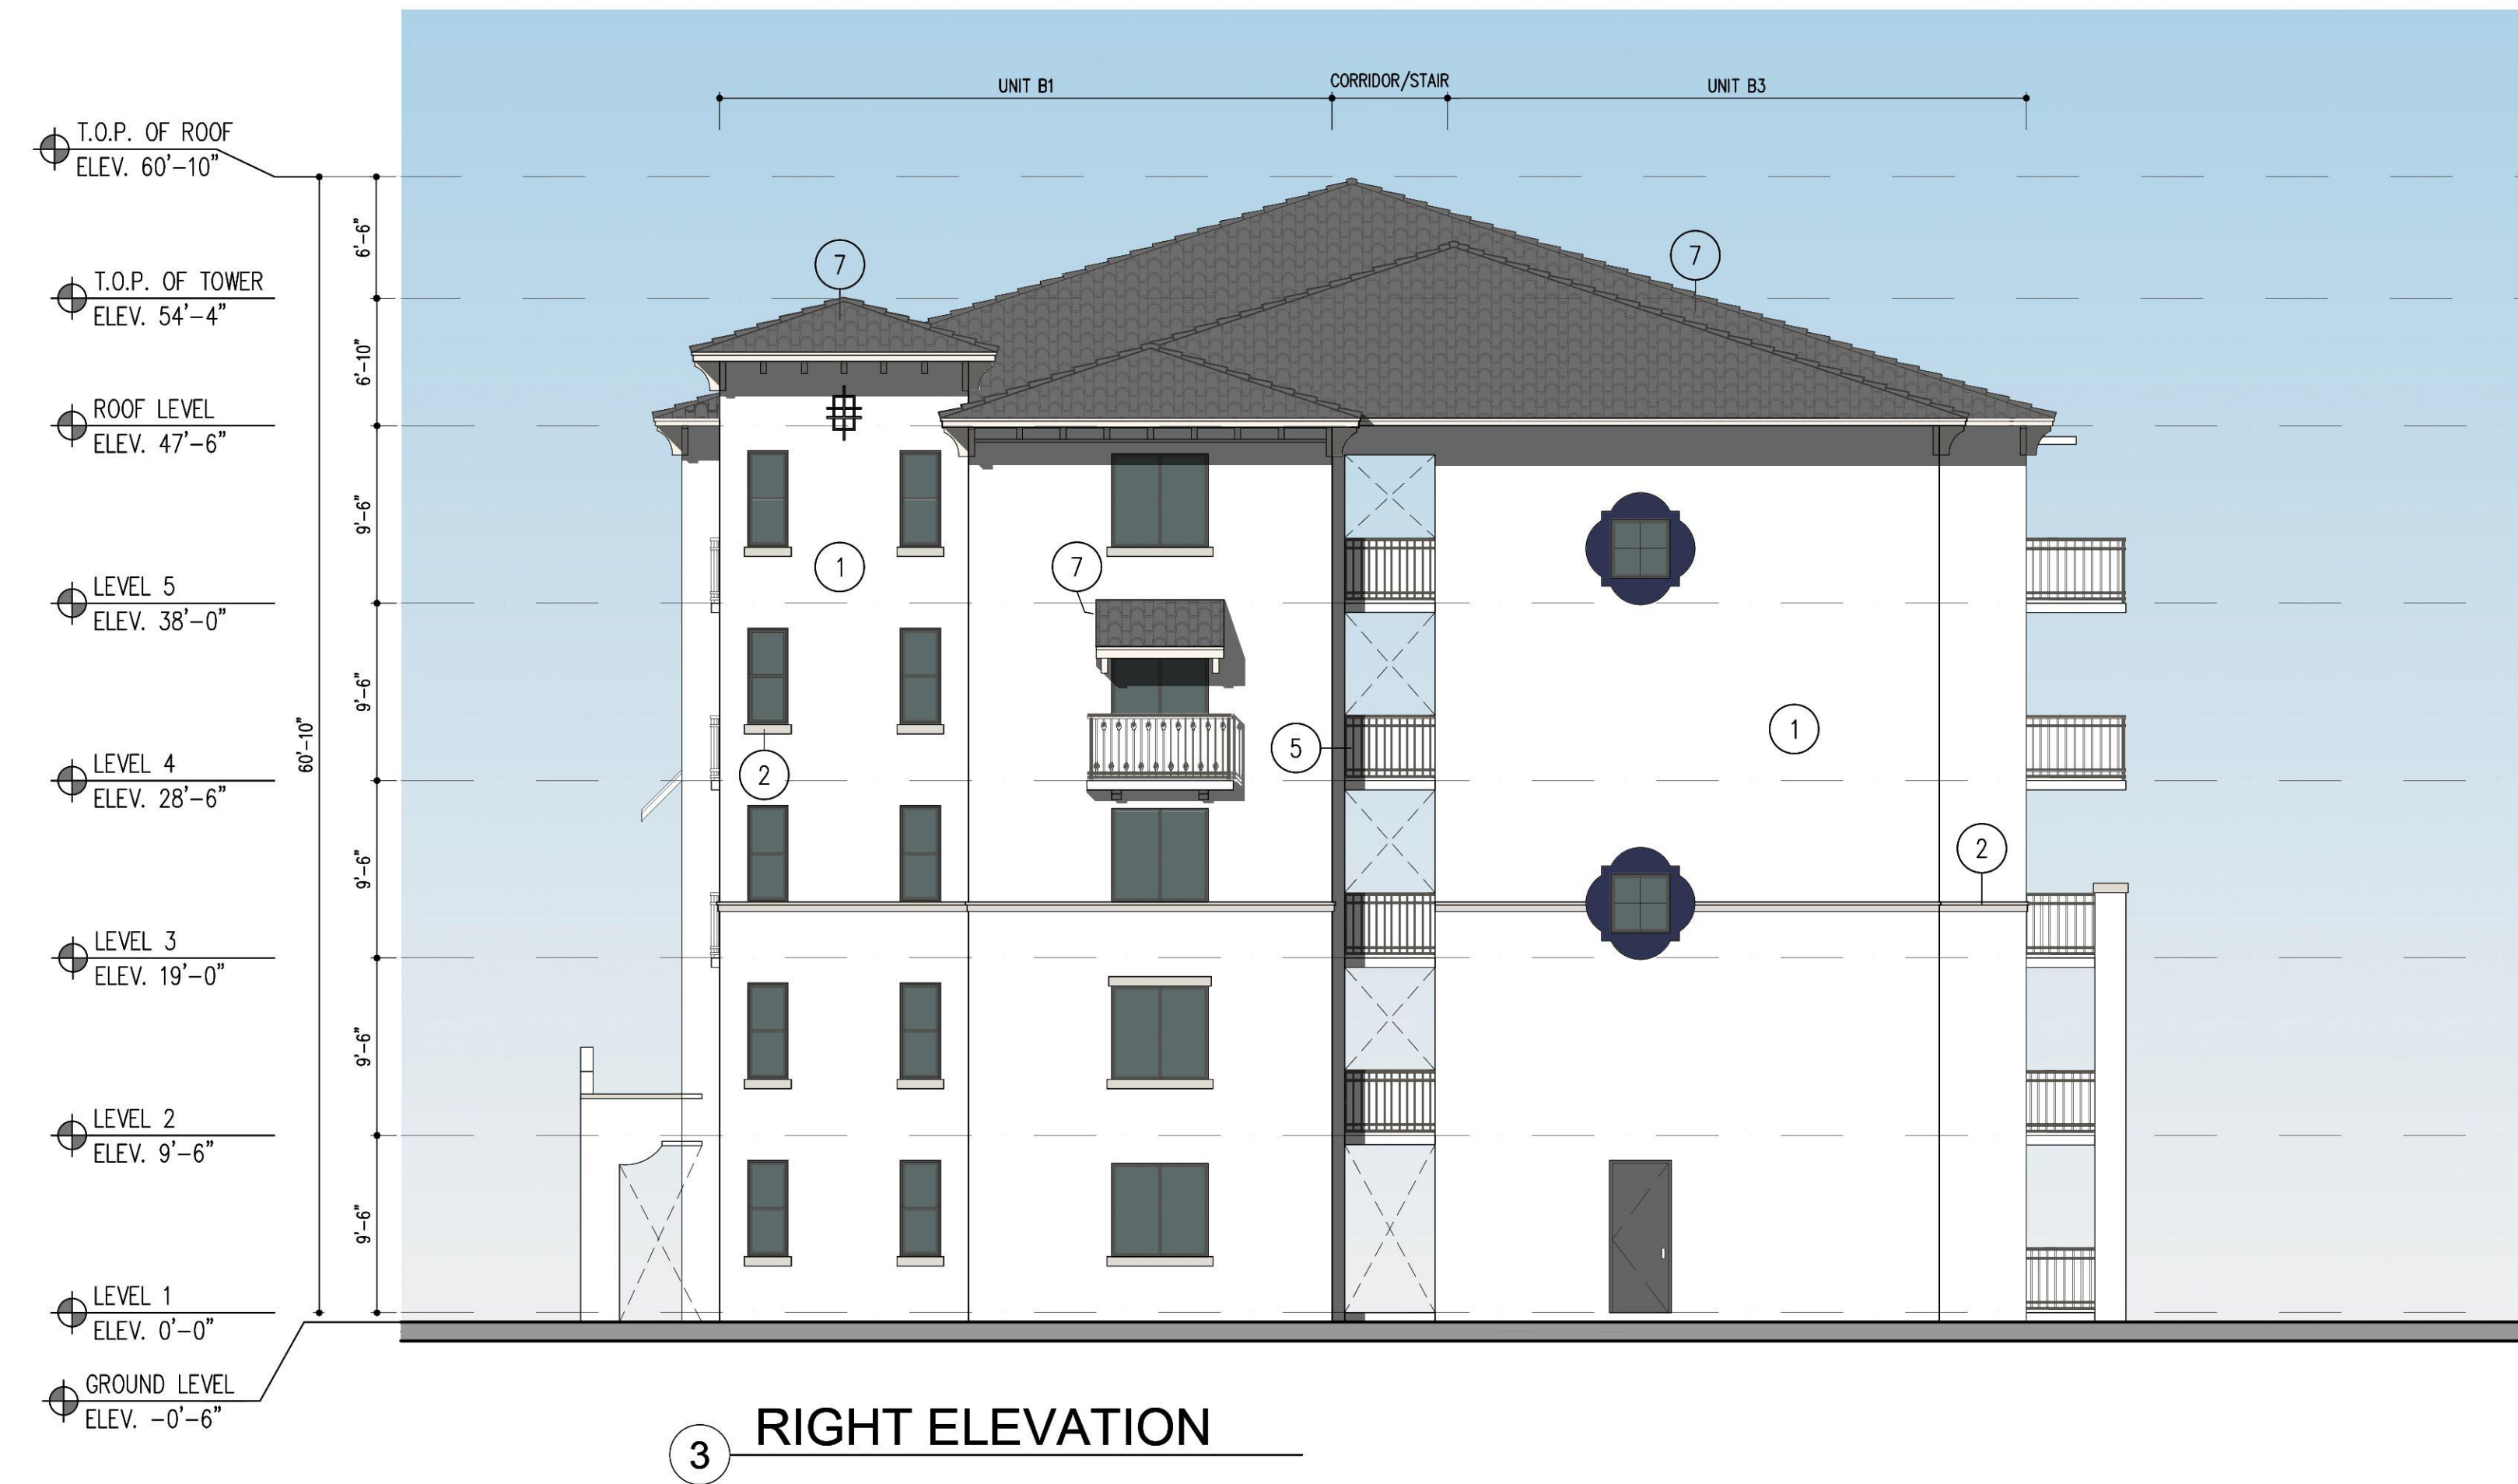 UNIT B1
CORRIDOR/STAIR
UNIT B3
T.O.P. OF ROOF
ELEV. 60'-10"
6'-6"
7
7
T.O.P. OF TOWER
ELEV. 54'-4"
6'-10"
ROOF LEVEL
ELEV. 47'-6"
9'-6"
1
7
LEVEL 5
ELEV. 38'-0"
9'-6"
60'-10"
5
1
2
LEVEL 4
ELEV. 28'-6"
9'-6"
2
LEVEL 3
ELEV. 19'-0"
9'-6"
LEVEL 2
ELEV. 9'-6"
9'-6"
LEVEL 1
ELEV. 0'-0"
GROUND LEVEL
ELEV. -0'-6"
3 RIGHT ELEVATION